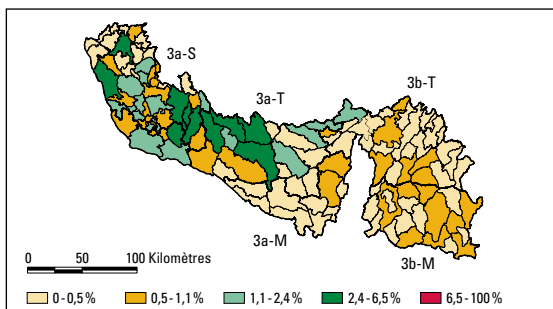 3a-S
3a-T
3b-T
3a-M
3b-M
0 50 100 Kilomètres
0 - 0,5 % 0,5 - 1,1 % 1,1 - 2,4 % 2,4 - 6,5 % 6,5 - 100 %